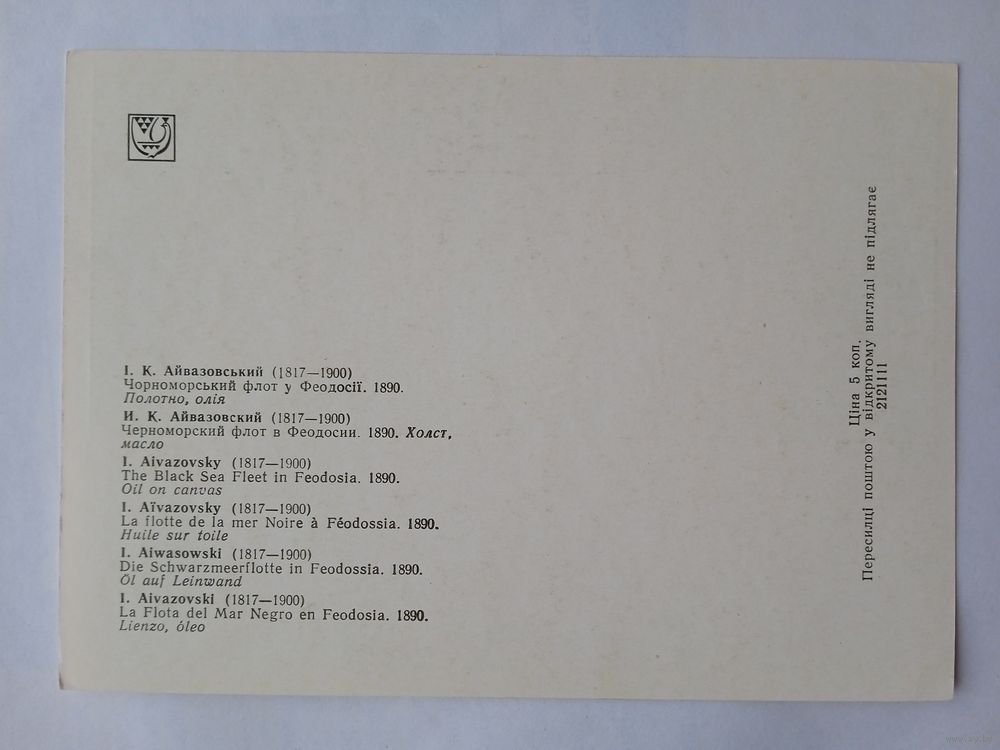 І. К. Айвазовський (1817—1900)
Чорноморський флот у Феодосії. 1890.
Полотно, олія
И. К. Айвазовский (1817—1900)
Черноморский флот в Феодосии. 1890. Холст,
масло
I. Aivazovsky (1817—1900)
The Black Sea Fleet in Feodosia. 1890.
Oil on canvas
I. Aïvazovsky (1817—1900)
La flotte de la mer Noire à Féodossia. 1890.
Huile sur toile
I. Aiwasowski (1817—1900)
Die Schwarzmeerflotte in Feodossia. 1890.
Öl auf Leinwand
I. Aivazovski (1817—1900)
La Flota del Mar Negro en Feodosia. 1890.
Lienzo, óleo
Ціна 5 коп.
Пересилці поштою у відкритому вигляді не підлягає
2121111